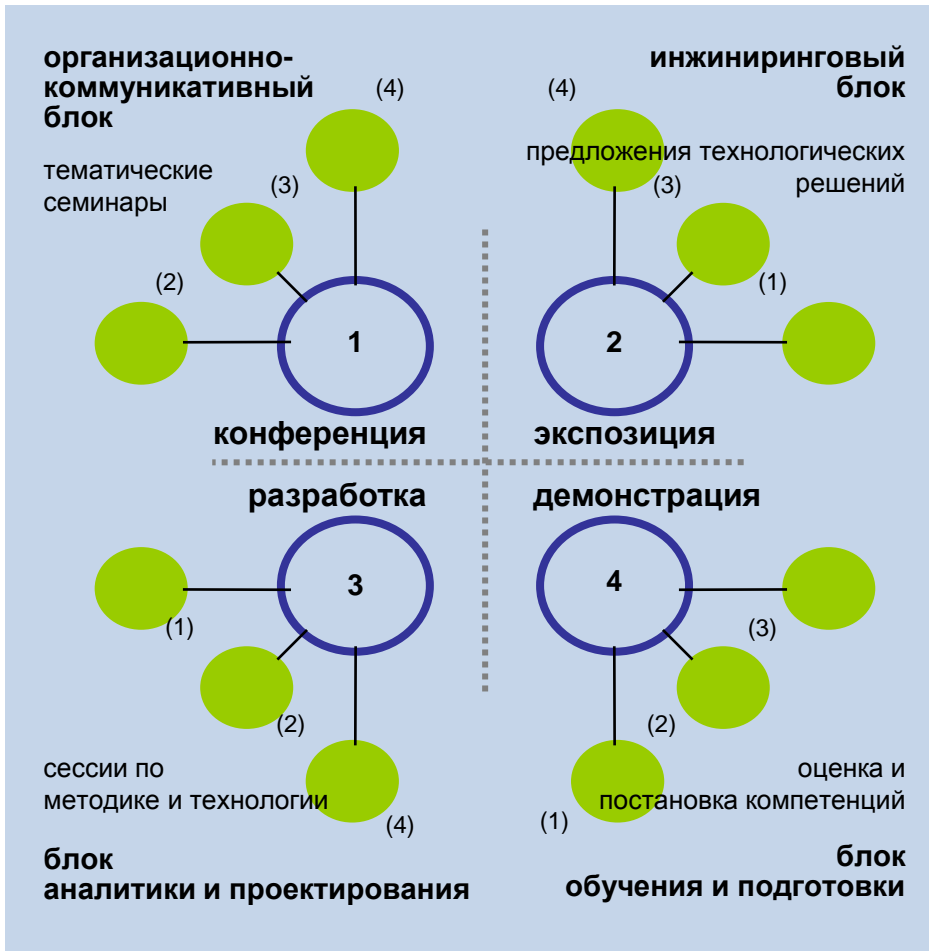 организационно-
коммуникативный
блок
(4)
тематические
семинары
(3)
(2)
1
конференция
инжиниринговый
блок
(4)
предложения технологических
решений
(3)
(1)
2
экспозиция
разработка
3
(1)
(2)
сессии по
методике и технологии
(4)
блок
аналитики и проектирования
демонстрация
4
(3)
(2)
оценка и
постановка компетенций
(1)
блок
обучения и подготовки